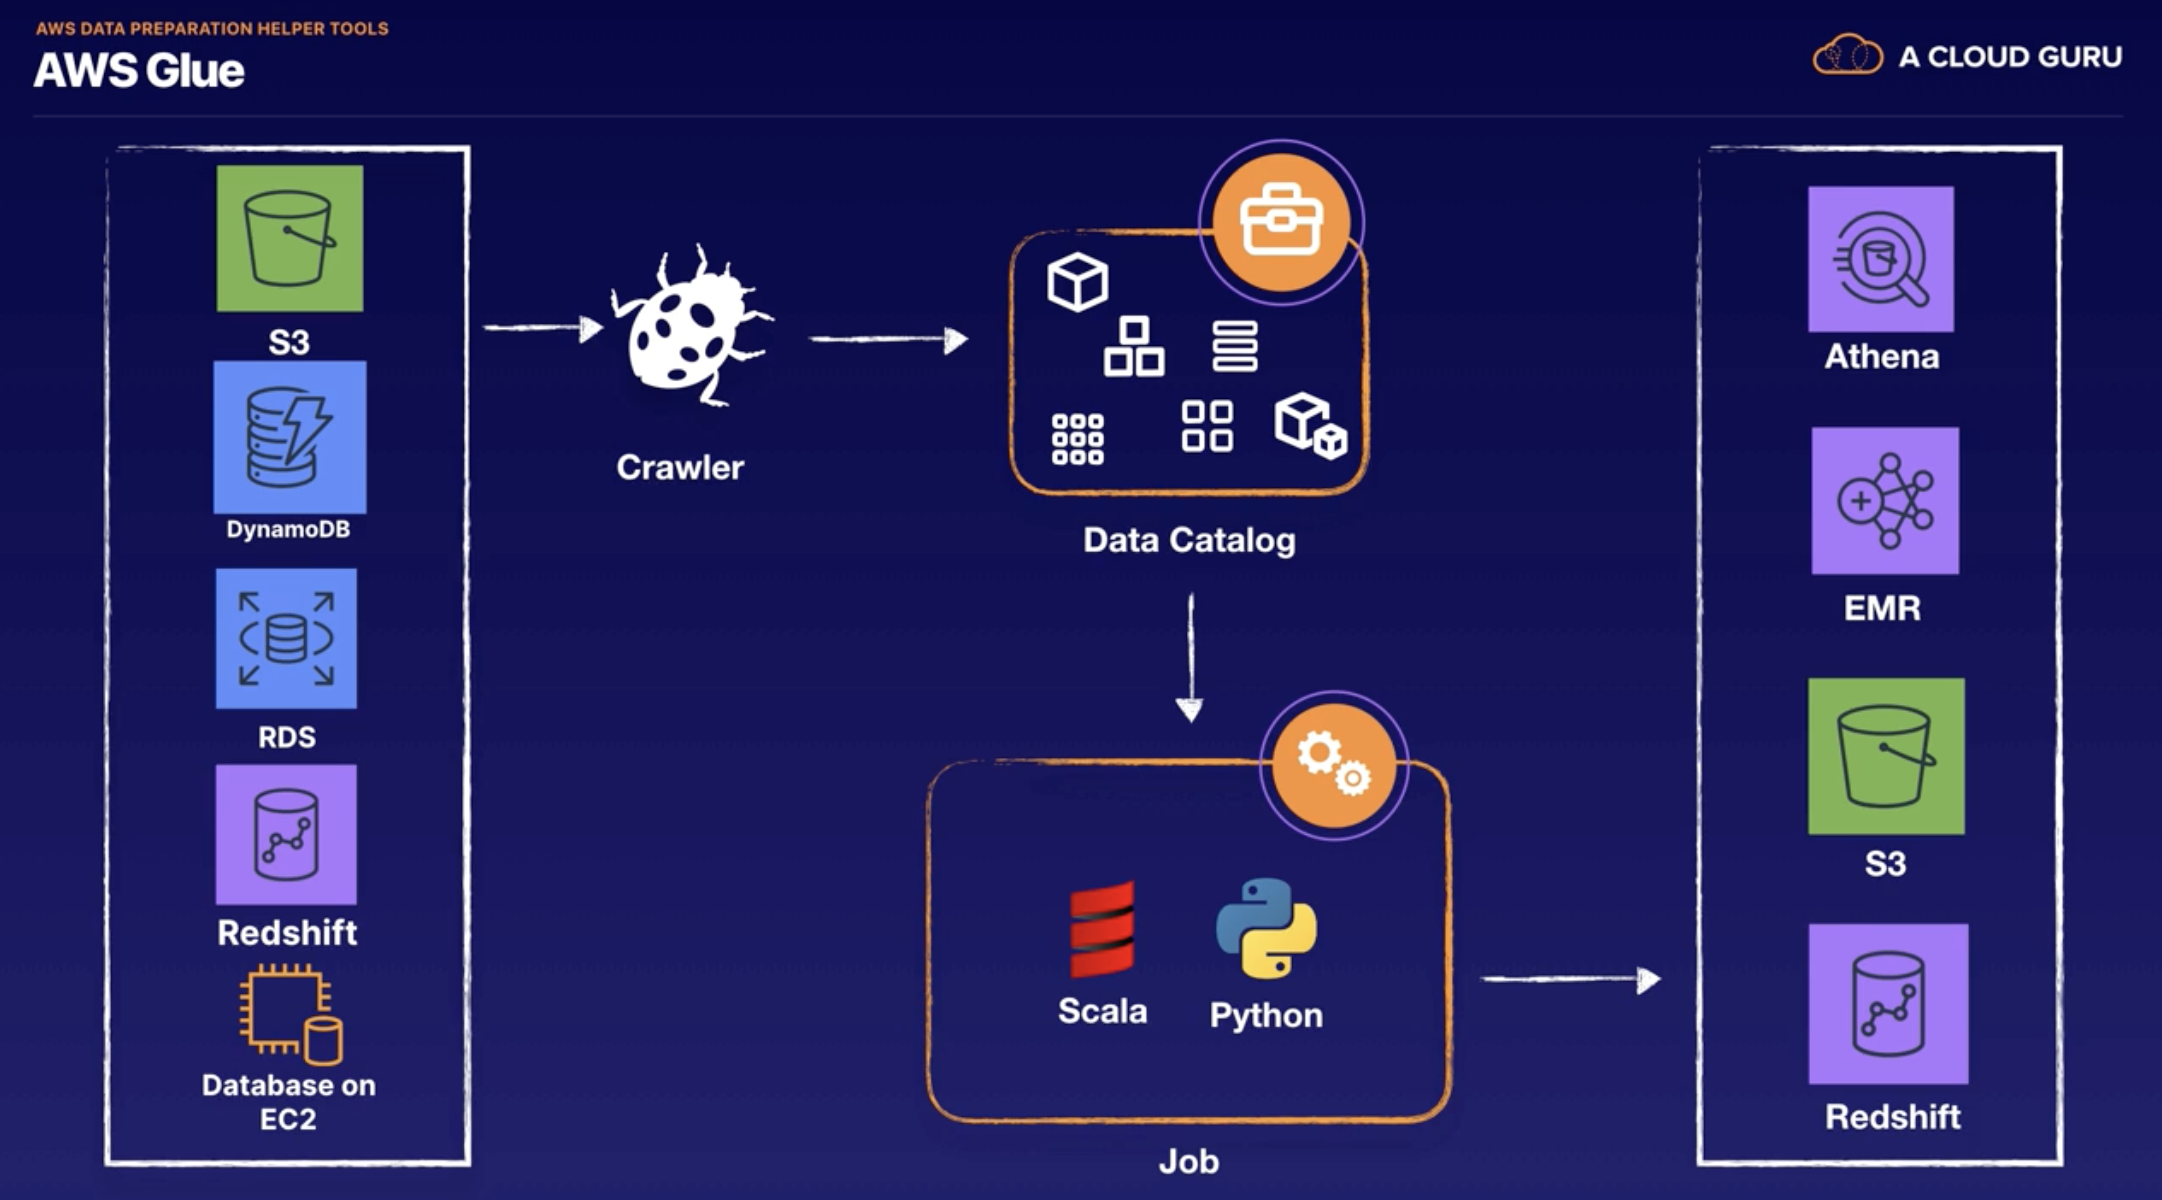 AWS DATA PREPARATION HELPER TOOLS
AWS Glue
A CLOUD GURU
S3
DynamoDB
RDS
Redshift
Database on
EC2
Crawler
Data Catalog
Scala
Python
Job
Athena
EMR
S3
Redshift